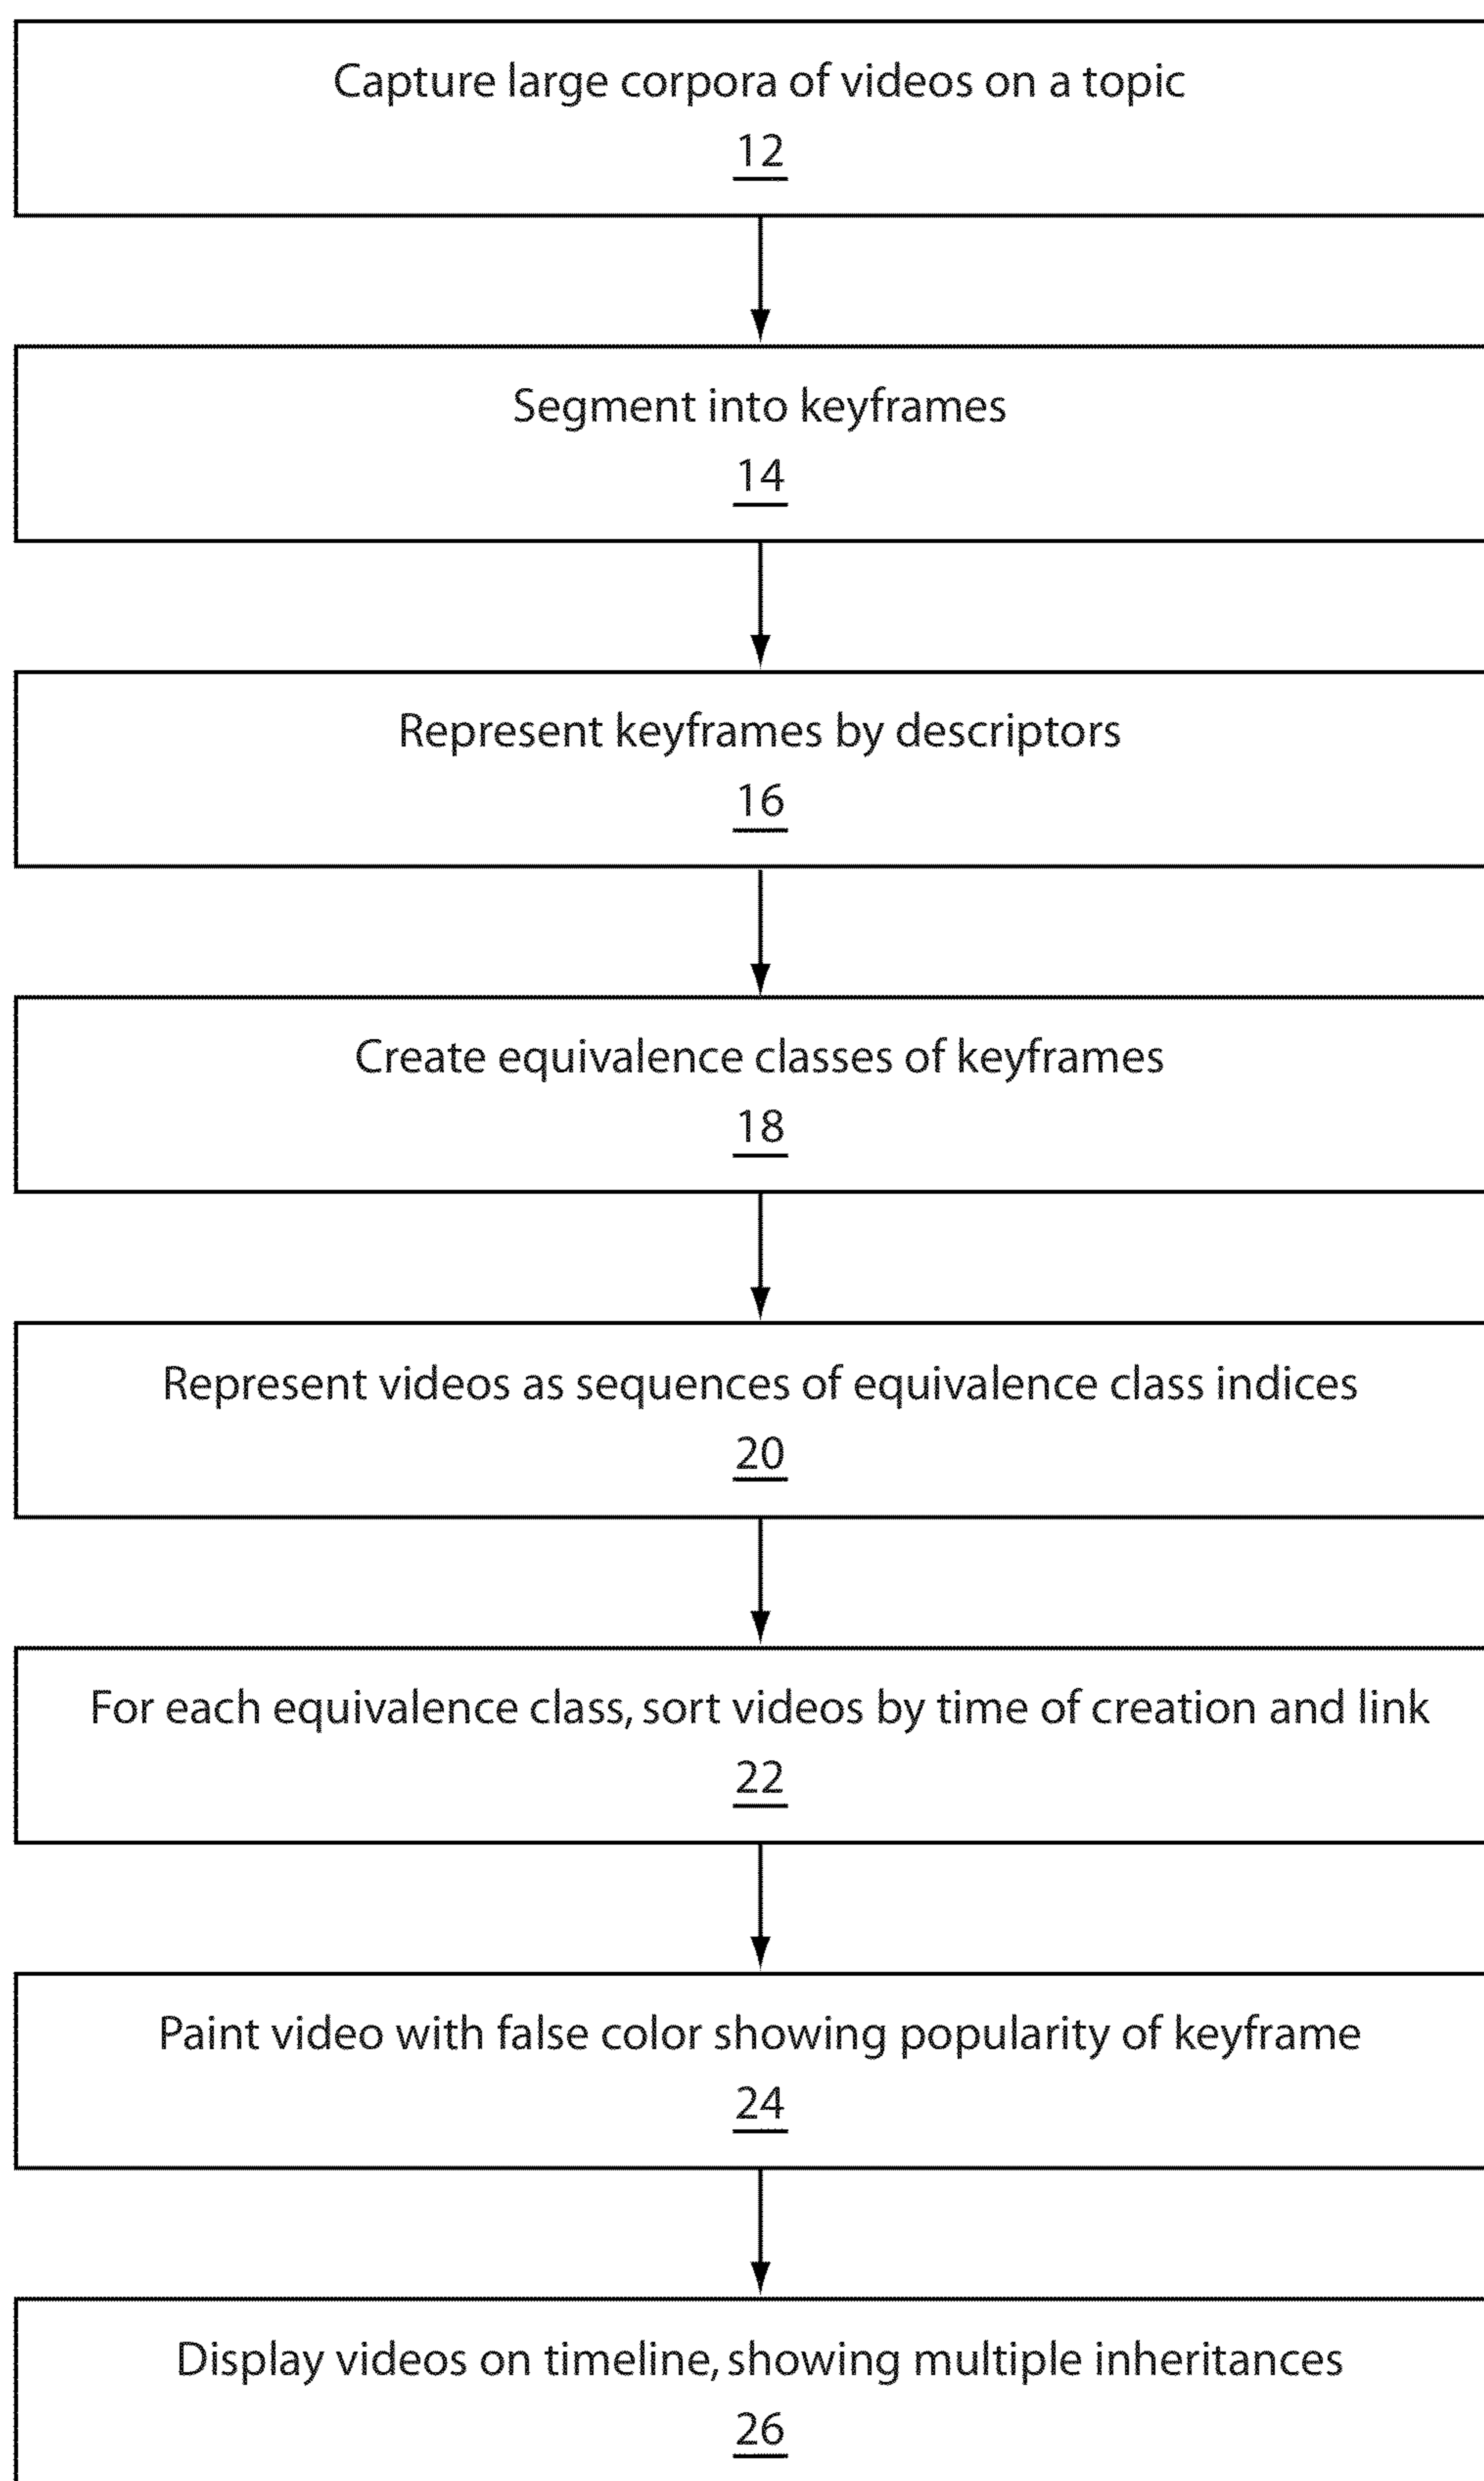 Capture large corpora of videos on a topic
12
Segment into keyframes
14
Represent keyframes by descriptors
16
Create equivalence classes of keyframes
18
Represent videos as sequences of equivalence class indices
20
For each equivalence class, sort videos by time of creation and link
22
Paint video with false color showing popularity of keyframe
24
Display videos on timeline, showing multiple inheritances
26